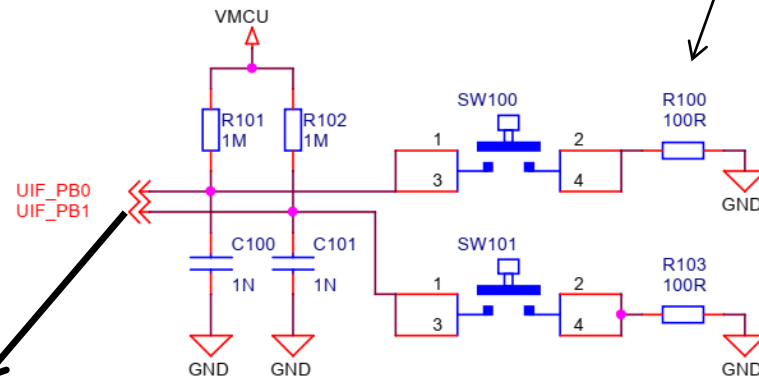 VMCU
R101
1M
R102
1M
SW100
1
2
3
4
R100
100R
GND
UIF_PB0
UIF_PB1
C100
1N
C101
1N
GND
GND
SW101
1
2
3
4
R103
100R
GND